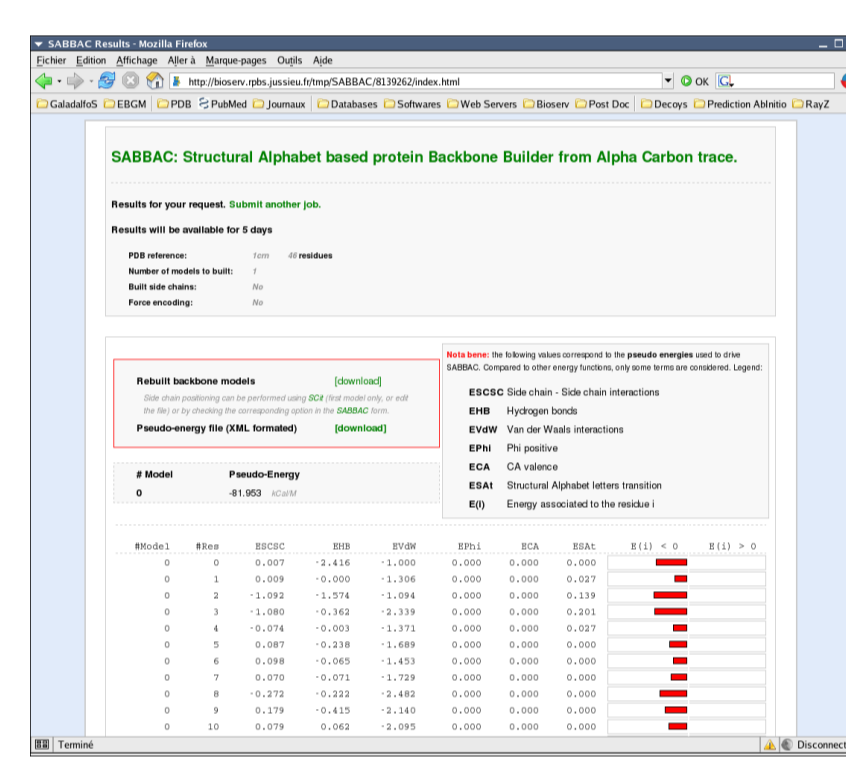 SABBAC Results - Mozilla Firefox
Fichier Edition Affichage Aller à Marque-pages Outils Aide
http://bioserv.rpbs.jussieu.fr/tmp/SABBAC/8139262/index.html OK
GaladalfoS EBGM PDB PubMed Journaux Databases Softwares Web Servers Bioserv Post Doc Decoys Prediction AbInitio RayZ
SABBAC: Structural Alphabet based protein Backbone Builder from Alpha Carbon trace.
Results for your request. Submit another job.
Results will be available for 5 days
PDB reference: 1crn 46 residues
Number of models to built: 1
Built side chains: No
Force encoding: No
Nota bene: the following values correspond to the pseudo energies used to drive
SABBAC. Compared to other energy functions, only some terms are considered. Legend:
ESCSC Side chain - Side chain interactions
EHB Hydrogen bonds
EVdW Van der Waals interactions
EPhi Phi positive
ECA CA valence
ESAt Structural Alphabet letters transition
E(i) Energy associated to the residue i
Rebuilt backbone models [download]
Side chain positioning can be performed using SCit (first model only, or edit
the file) or by checking the corresponding option in the SABBAC form.
Pseudo-energy file (XML formated) [download]
# Model Pseudo-Energy
0 -81.953 kCal/M
#Model #Res ESCSC EHB EVdW EPhi ECA ESAt E(i) < 0 E(i) > 0
0 0 0.007 -2.416 -1.000 0.000 0.000 0.000
0 1 0.009 -0.000 -1.306 0.000 0.000 0.027
0 2 -1.092 -1.574 -1.094 0.000 0.000 0.139
0 3 -1.080 -0.362 -2.339 0.000 0.000 0.201
0 4 -0.074 -0.003 -1.371 0.000 0.000 0.027
0 5 0.087 -0.238 -1.689 0.000 0.000 0.000
0 6 0.098 -0.065 -1.453 0.000 0.000 0.000
0 7 0.070 -0.071 -1.729 0.000 0.000 0.000
0 8 -0.272 -0.222 -2.482 0.000 0.000 0.000
0 9 0.179 -0.415 -2.140 0.000 0.000 0.000
0 10 0.079 0.062 -2.095 0.000 0.000 0.000
Terminé Disconnect